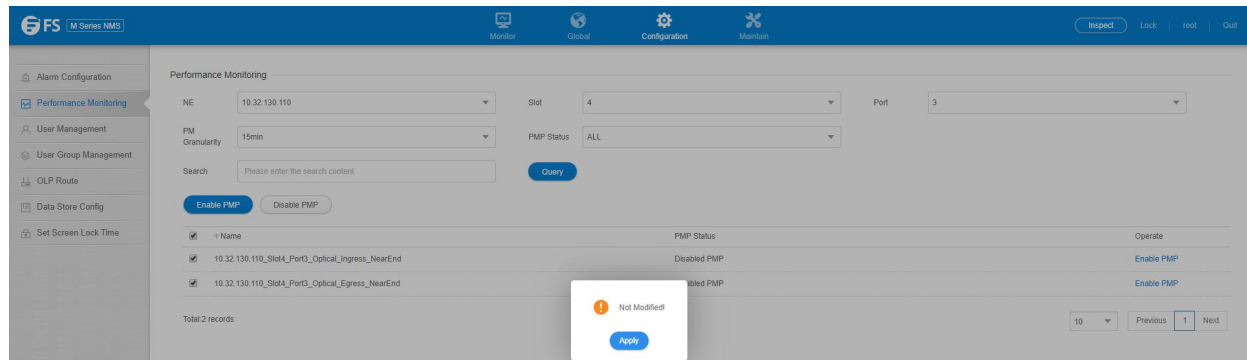 FS M Series NMS
Monitor Global Configuration Maintain
Inspect Lock root Quit
Alarm Configuration
Performance Monitoring
User Management
User Group Management
OLP Route
Data Store Config
Set Screen Lock Time
Performance Monitoring
NE 10.32.130.110 Slot 4 Port 3
PM Granularity 15min PMP Status ALL
Search Please enter the search content Query
Enable PMP Disable PMP
Name PMP Status Operate
10.32.130.110_Slot4_Port3_Optical_Ingress_NearEnd Disabled PMP Enable PMP
10.32.130.110_Slot4_Port3_Optical_Egress_NearEnd PMP Enable PMP
Total:2 records 10 Previous 1 Next
Not Modified!
Apply